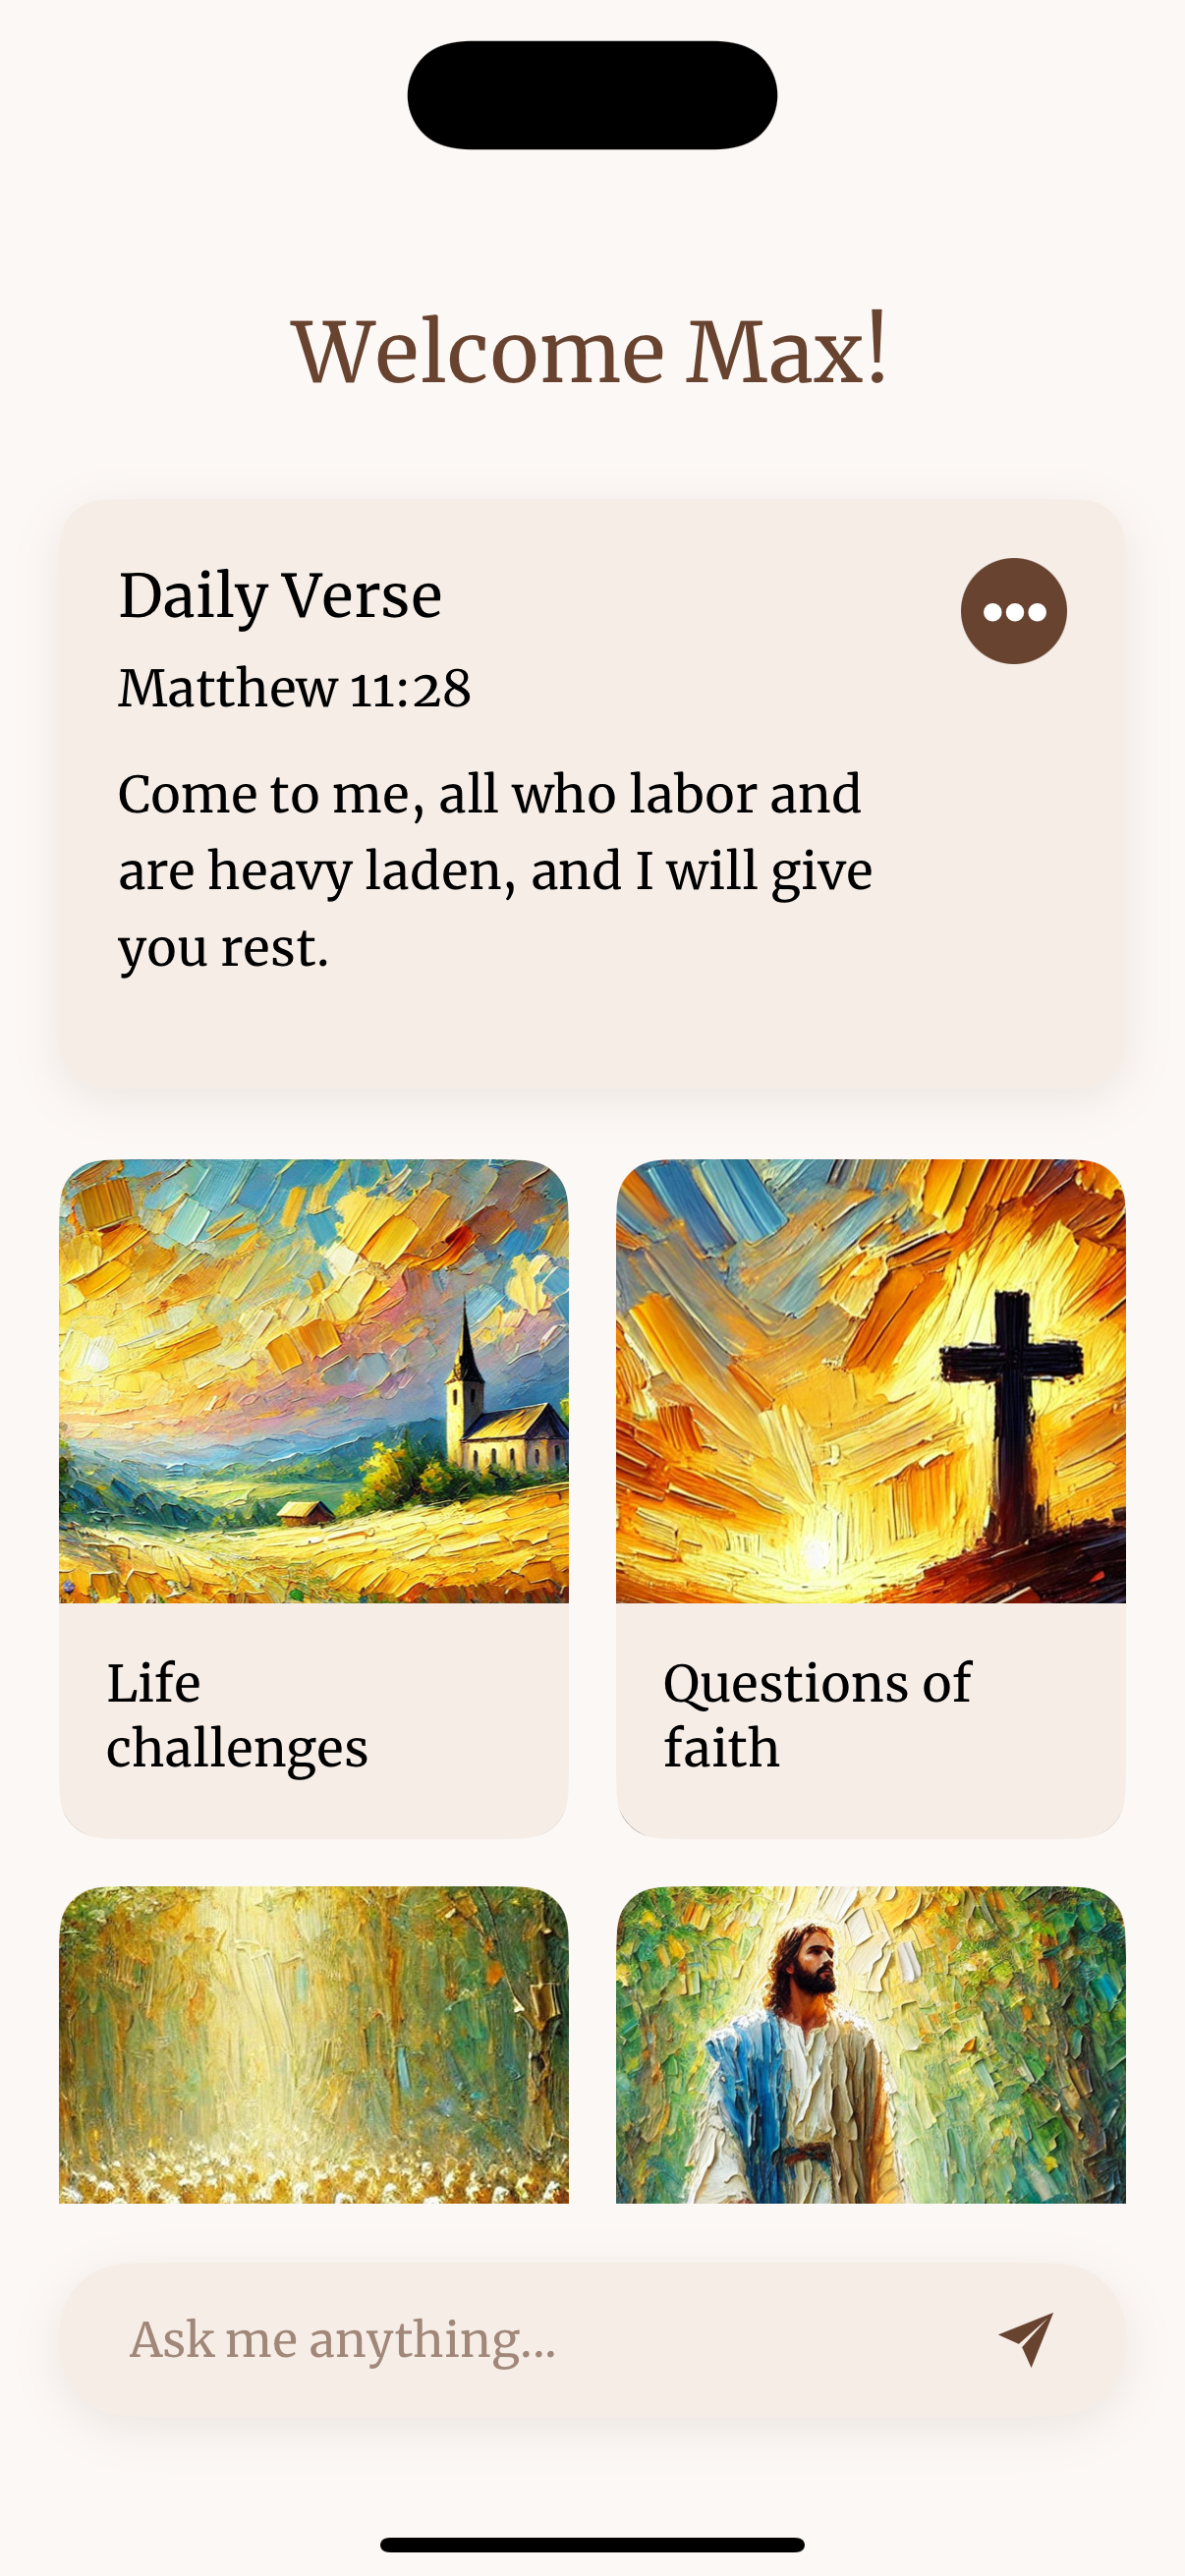 Welcome Max!
Daily Verse
Matthew 11:28
Come to me, all who labor and
are heavy laden, and I will give
you rest.
Life
challenges
Questions of
faith
Ask me anything...